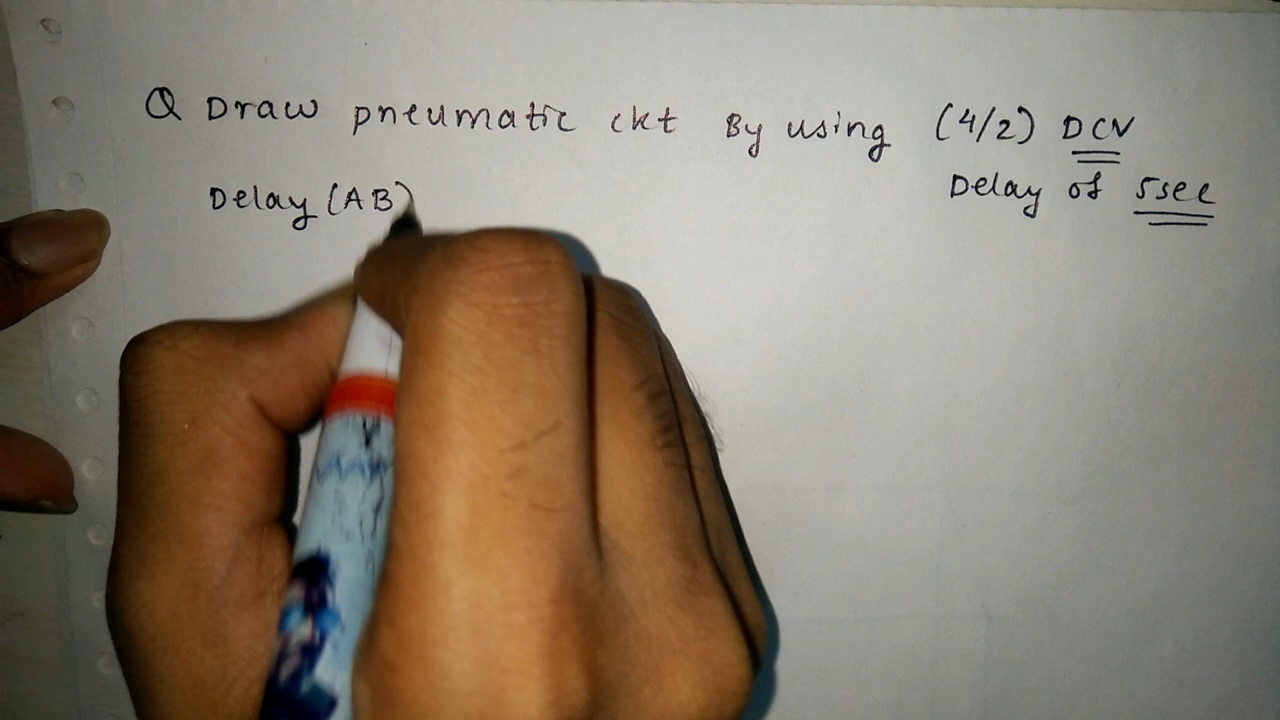 Q Draw pneumatic ckt By using (4/2) DCV
Delay (AB) Delay of 5sec